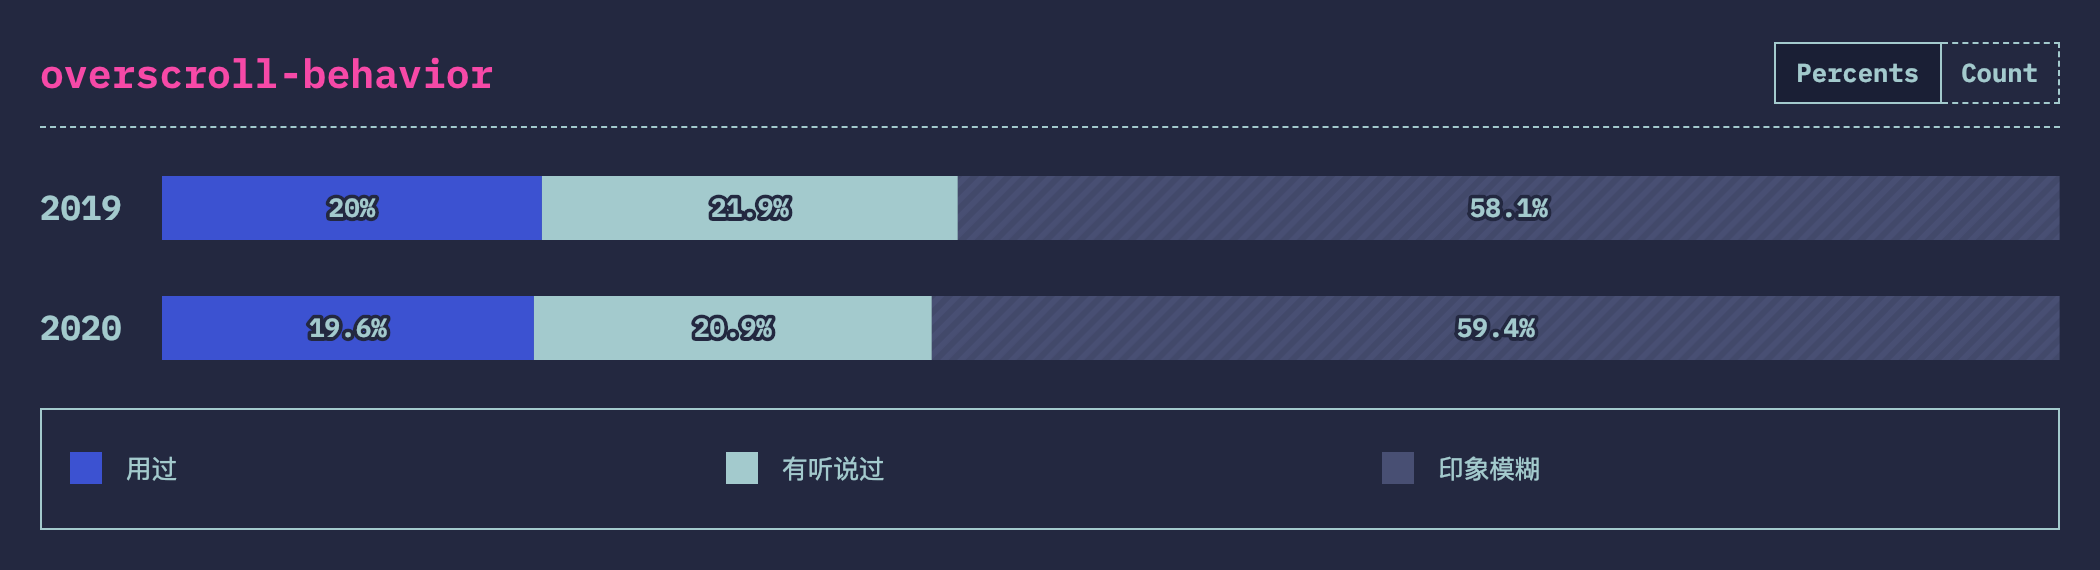 overscroll-behavior
Percents Count
2019 20% 21.9% 58.1%
2020 19.6% 20.9% 59.4%
用过 有听说过 印象模糊